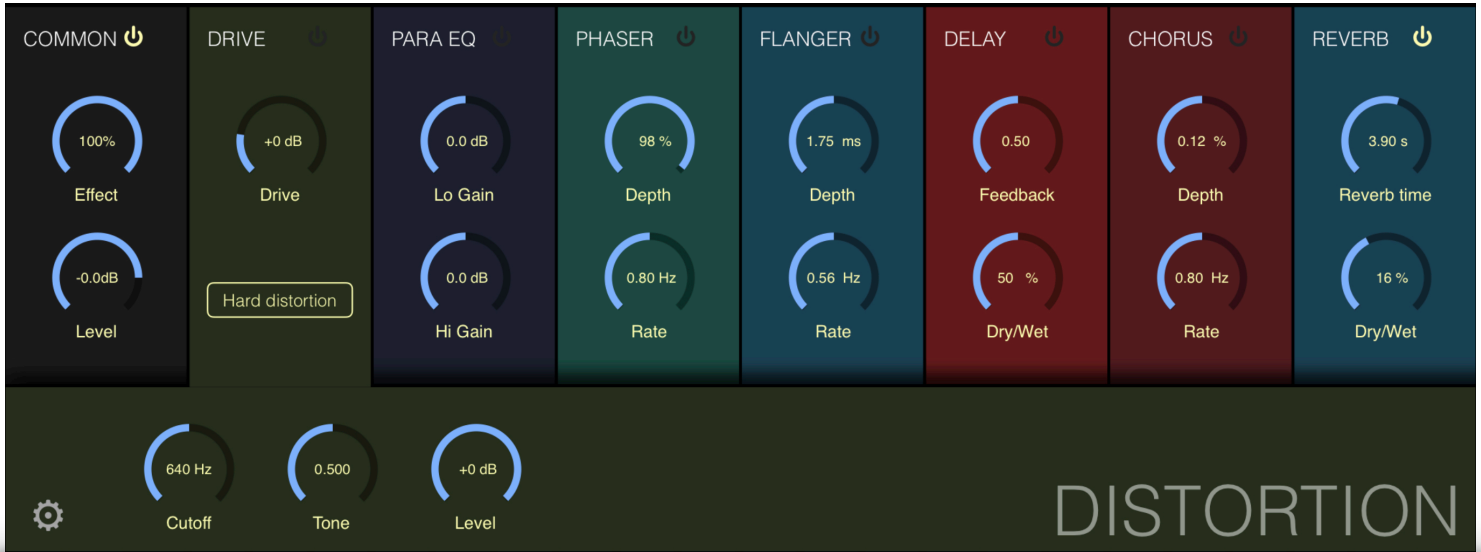 COMMON
DRIVE
PARA EQ
PHASER
FLANGER
DELAY
CHORUS
REVERB
100%
+0 dB
0.0 dB
98 %
1.75 ms
0.50
0.12 %
3.90 s
Effect
Drive
Lo Gain
Depth
Depth
Feedback
Depth
Reverb time
-0.0dB
Hard distortion
0.0 dB
0.80 Hz
0.56 Hz
50 %
0.80 Hz
16 %
Level
Hi Gain
Rate
Rate
Dry/Wet
Rate
Dry/Wet
640 Hz
0.500
+0 dB
Cutoff
Tone
Level
DISTORTION